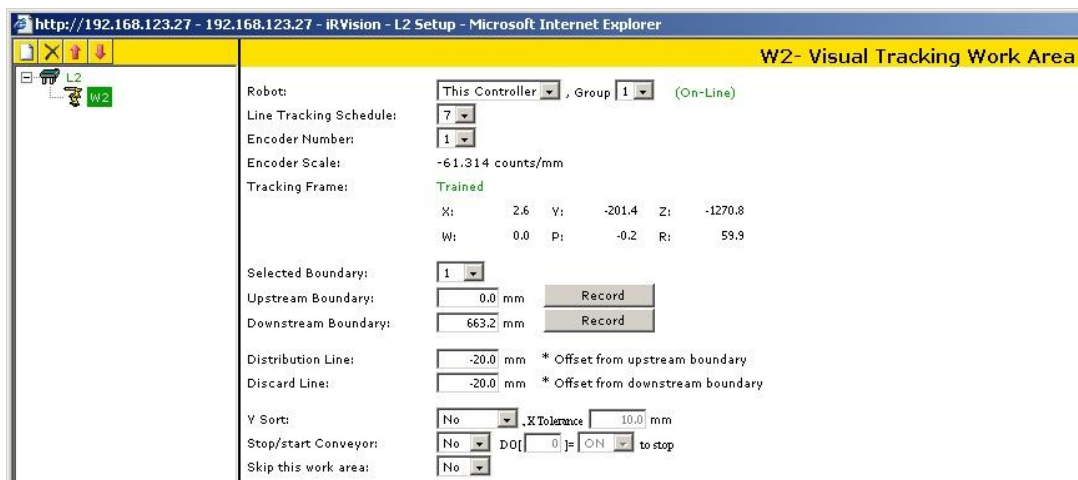 http://192.168.123.27 - 192.168.123.27 - iRVision - L2 Setup - Microsoft Internet Explorer
W2- Visual Tracking Work Area
L2
W2
Robot: This Controller , Group 1 (On-Line)
Line Tracking Schedule: 7
Encoder Number: 1
Encoder Scale: -61.314 counts/mm
Tracking Frame: Trained
X: 2.6 Y: -201.4 Z: -1270.8
W: 0.0 P: -0.2 R: 59.9
Selected Boundary: 1
Upstream Boundary: 0.0 mm Record
Downstream Boundary: 663.2 mm Record
Distribution Line: -20.0 mm * Offset from upstream boundary
Discard Line: -20.0 mm * Offset from downstream boundary
Y Sort: No , X Tolerance 10.0 mm
Stop/start Conveyor: No DO[ 0 ]= ON to stop
Skip this work area: No